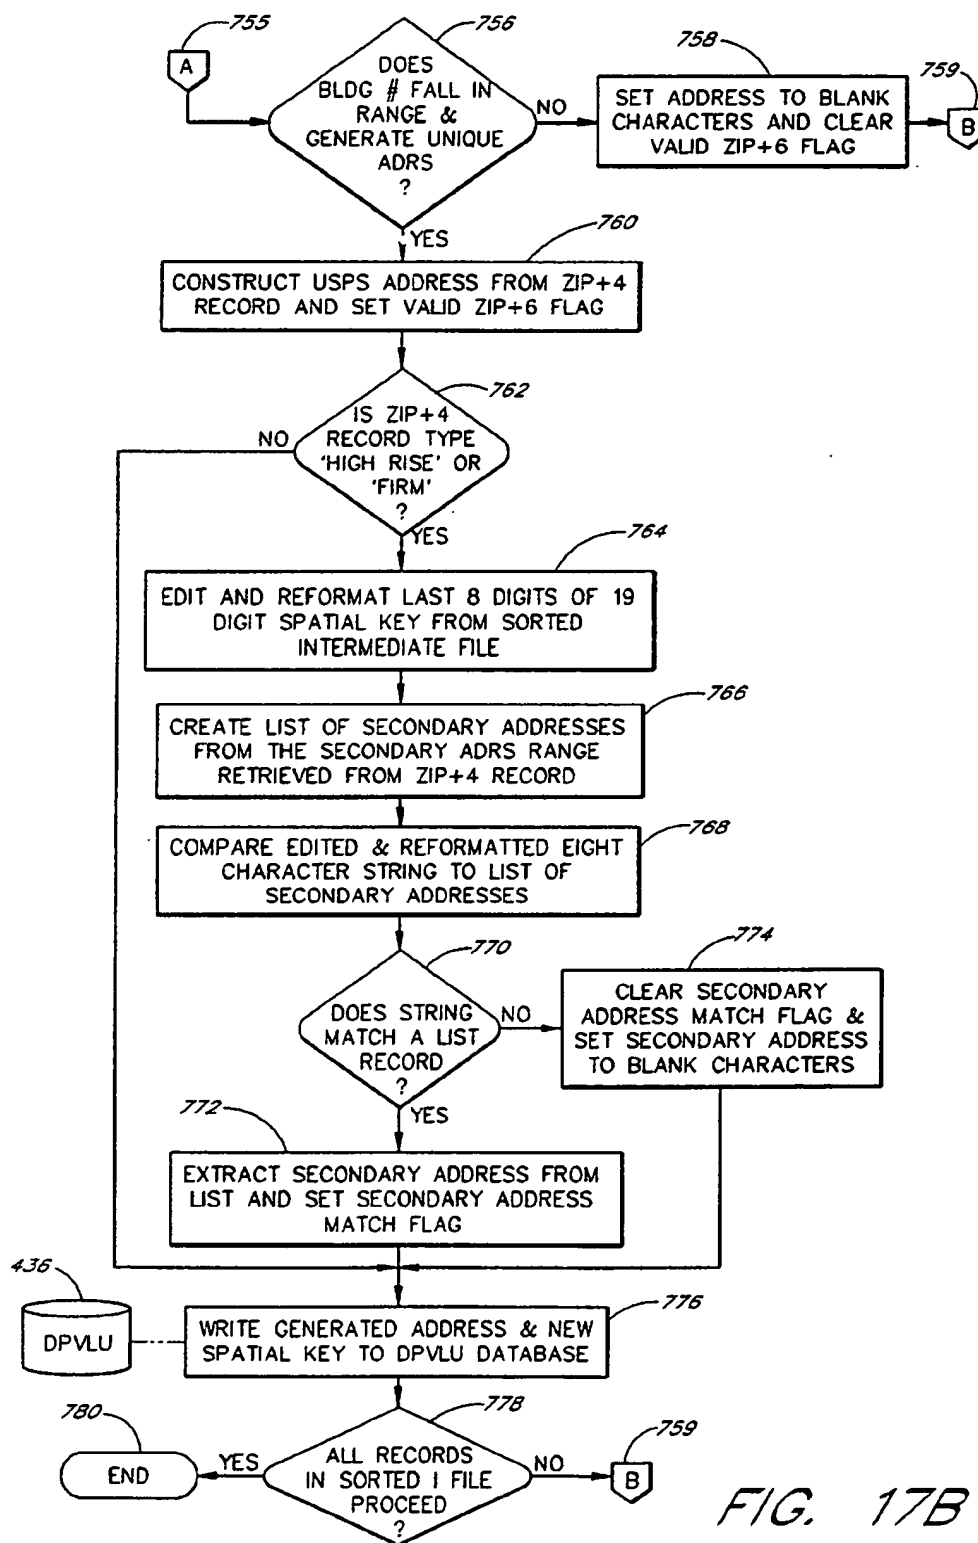 755
A
756
DOES
BLDG # FALL IN
RANGE &
GENERATE UNIQUE
ADRS
?
NO
758
SET ADDRESS TO BLANK
CHARACTERS AND CLEAR
VALID ZIP+6 FLAG
759
B
YES
760
CONSTRUCT USPS ADDRESS FROM ZIP+4
RECORD AND SET VALID ZIP+6 FLAG
762
IS ZIP+4
RECORD TYPE
'HIGH RISE' OR
'FIRM'
?
NO
YES
764
EDIT AND REFORMAT LAST 8 DIGITS OF 19
DIGIT SPATIAL KEY FROM SORTED
INTERMEDIATE FILE
766
CREATE LIST OF SECONDARY ADDRESSES
FROM THE SECONDARY ADRS RANGE
RETRIEVED FROM ZIP+4 RECORD
768
COMPARE EDITED & REFORMATTED EIGHT
CHARACTER STRING TO LIST OF
SECONDARY ADDRESSES
770
DOES STRING
MATCH A LIST
RECORD
?
NO
774
CLEAR SECONDARY
ADDRESS MATCH FLAG &
SET SECONDARY ADDRESS
TO BLANK CHARACTERS
YES
772
EXTRACT SECONDARY ADDRESS FROM
LIST AND SET SECONDARY ADDRESS
MATCH FLAG
436
DPVLU
776
WRITE GENERATED ADDRESS & NEW
SPATIAL KEY TO DPVLU DATABASE
778
ALL RECORDS
IN SORTED I FILE
PROCEED
?
YES
780
END
NO
759
B
FIG. 17B